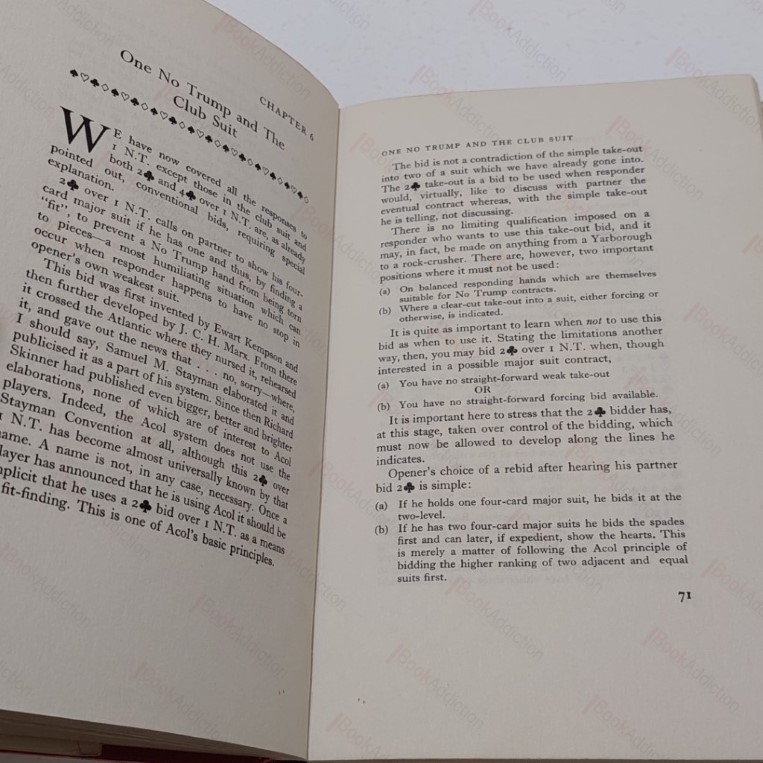 CHAPTER 6
One No Trump and The
Club Suit
WE have now covered all the responses to
1 N.T. except those in the club suit and
both 2♣ and 4♣ over 1 N.T. are, as already
pointed out, conventional bids, requiring special
explanation.
2♣ over 1 N.T. calls on partner to show his four-
card major suit if he has one and thus, by finding a
"fit", to prevent a No Trump hand from being torn
to pieces—a most humiliating situation which can
occur when responder happens to have no stop in
opener's own weakest suit.
This bid was first invented by Ewart Kempson and
then further developed by J. C. H. Marx. From there
it crossed the Atlantic where they nursed it, rehearsed
it, and gave out the news that . . . no, sorry—where,
I should say, Samuel M. Stayman elaborated it and
publicised it as a part of his system. Since then Richard
Skinner had published even bigger, better and brighter
elaborations, none of which are of interest to Acol
players. Indeed, the Acol system does not use the
Stayman Convention at all, although this 2♣ over
1 N.T. has become almost universally known by that
name. A name is not, in any case, necessary. Once a
layer has announced that he is using Acol it should be
mplicit that he uses a 2♣ bid over 1 N.T. as a means
fit-finding. This is one of Acol's basic principles.
ONE NO TRUMP AND THE CLUB SUIT
The bid is not a contradiction of the simple take-out
into two of a suit which we have already gone into.
The 2♣ take-out is a bid to be used when responder
would, virtually, like to discuss with partner the
eventual contract whereas, with the simple take-out
he is telling, not discussing.
There is no limiting qualification imposed on a
responder who wants to use this take-out bid, and it
may, in fact, be made on anything from a Yarborough
to a rock-crusher. There are, however, two important
positions where it must not be used:
(a) On balanced responding hands which are themselves
suitable for No Trump contracts.
(b) Where a clear-cut take-out into a suit, either forcing or
otherwise, is indicated.
It is quite as important to learn when not to use this
bid as when to use it. Stating the limitations another
way, then, you may bid 2♣ over 1 N.T. when, though
interested in a possible major suit contract,
(a) You have no straight-forward weak take-out
OR
(b) You have no straight-forward forcing bid available.
It is important here to stress that the 2♣ bidder has,
at this stage, taken over control of the bidding, which
must now be allowed to develop along the lines he
indicates.
Opener's choice of a rebid after hearing his partner
bid 2♣ is simple:
(a) If he holds one four-card major suit, he bids it at the
two-level.
(b) If he has two four-card major suits he bids the spades
first and can later, if expedient, show the hearts. This
is merely a matter of following the Acol principle of
bidding the higher ranking of two adjacent and equal
suits first.
71
BookAddiction